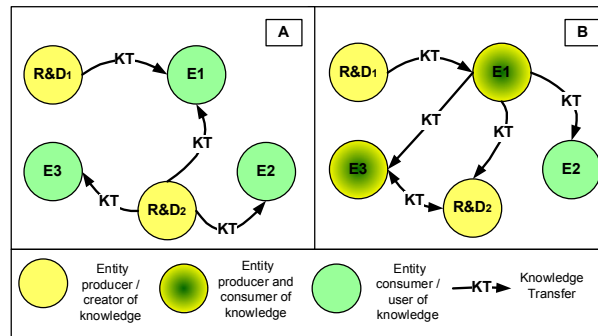 A
R&D1
KT
E1
KT
E3
KT
R&D2
KT
E2
B
R&D1
KT
E1
KT
KT
KT
E3
KT
R&D2
E2
Entity
producer /
creator of
knowledge
Entity
producer and
consumer of
knowledge
Entity
consumer /
user of
knowledge
KT
Knowledge
Transfer